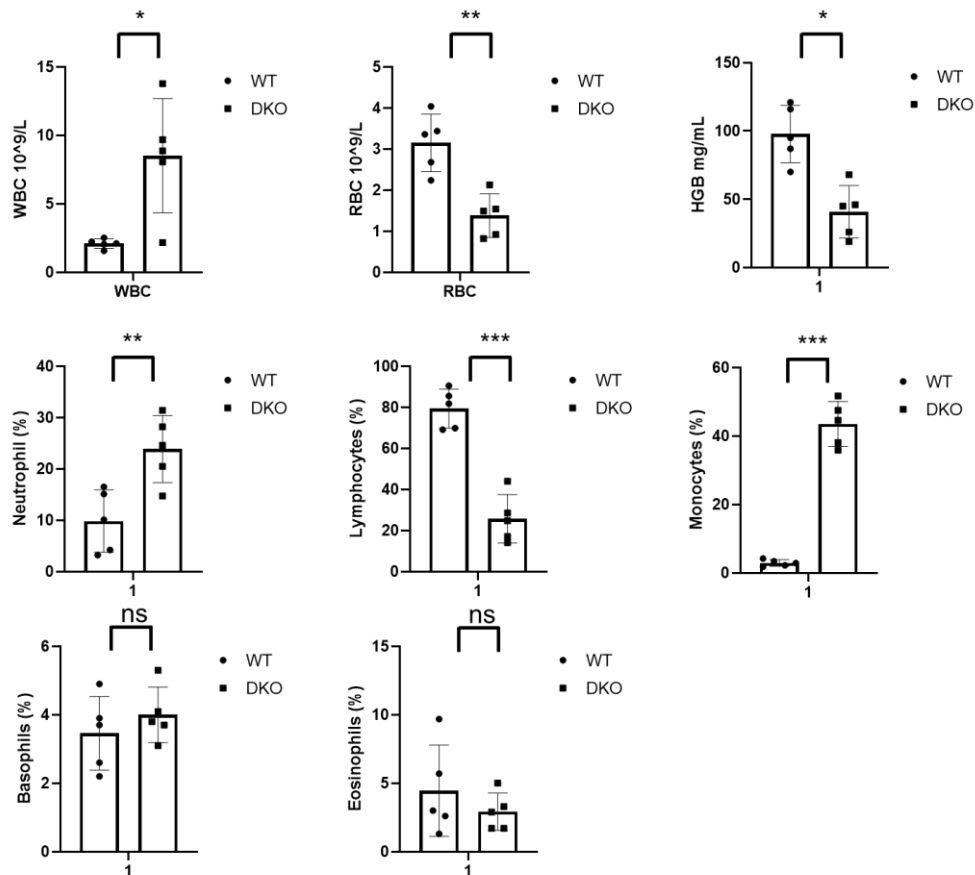 *
WBC 10^9/L
15
10
5
0
WBC
WT
DKO
**
RBC 10^9/L
5
4
3
2
1
0
RBC
WT
DKO
*
HGB mg/mL
150
100
50
0
1
WT
DKO
**
Neutrophil (%)
40
30
20
10
0
1
WT
DKO
***
Lymphocytes (%)
100
80
60
40
20
0
1
WT
DKO
***
Monocytes (%)
60
40
20
0
1
WT
DKO
ns
Basophils (%)
6
4
2
0
1
WT
DKO
ns
Eosinophils (%)
15
10
5
0
1
WT
DKO